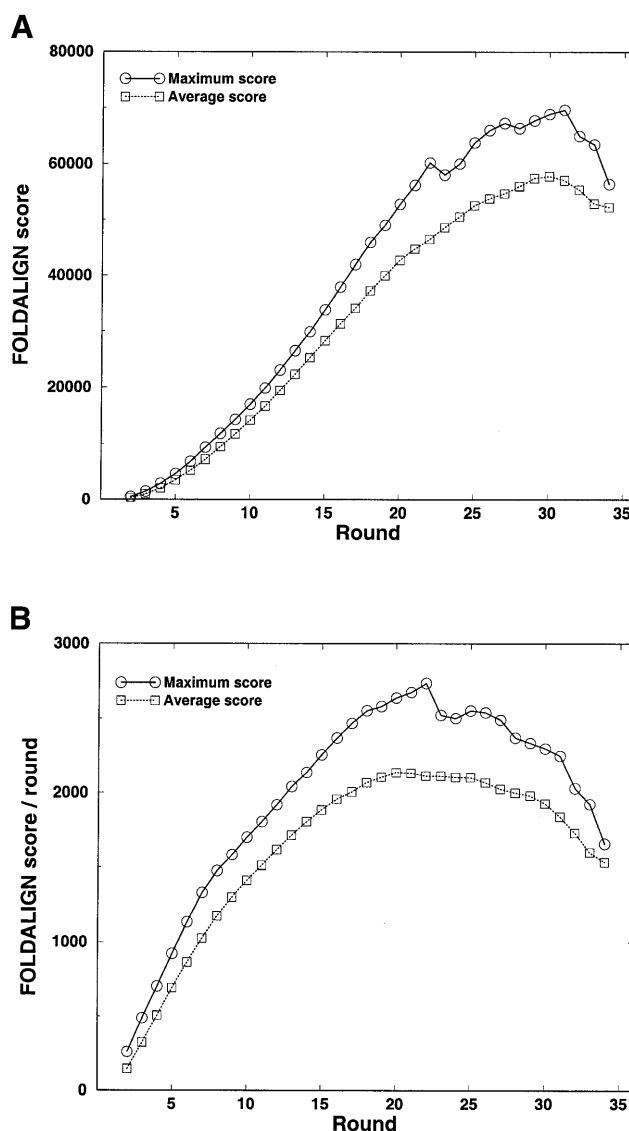 A
80000
Maximum score
Average score
60000
FOLDALIGN score
40000
20000
0
5 10 15 20 25 30 35
Round
B
3000
Maximum score
Average score
FOLDALIGN score / round
2000
1000
0
5 10 15 20 25 30 35
Round